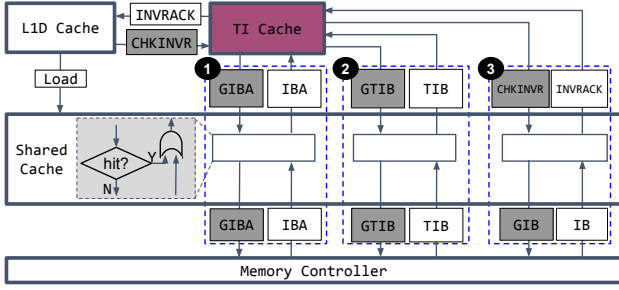 L1D Cache
INVRACK
CHKINVR
TI Cache
Load
1
GIBA
IBA
2
GTIB
TIB
3
CHKINVR
INVRACK
Shared
Cache
hit?
Y
N
GIBA
IBA
GTIB
TIB
GIB
IB
Memory Controller